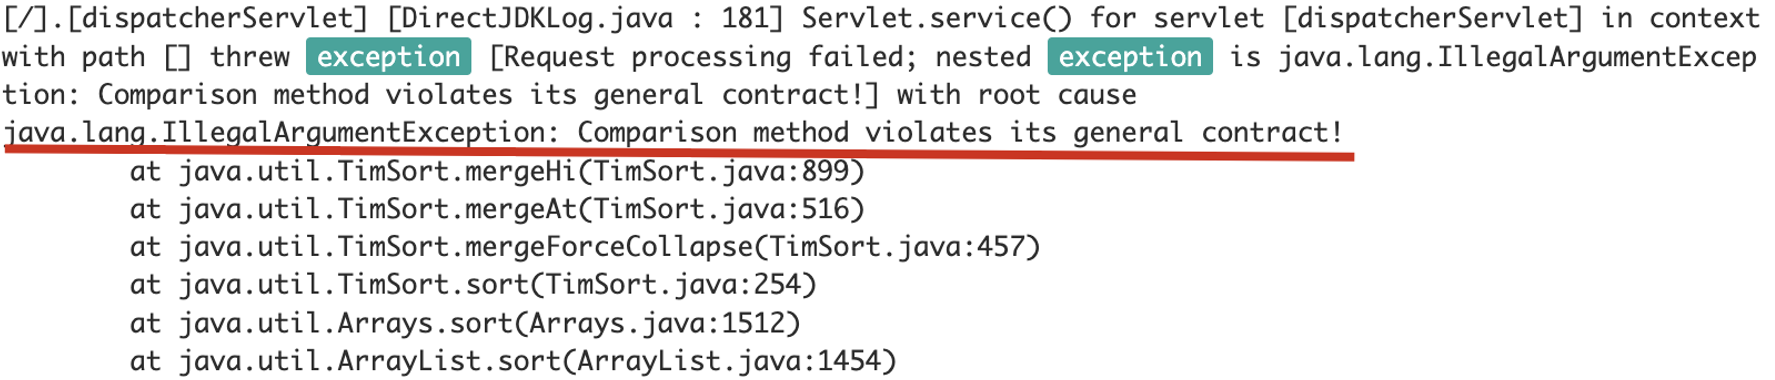 [/].[dispatcherServlet] [DirectJDKLog.java : 181] Servlet.service() for servlet [dispatcherServlet] in context
with path [] threw exception [Request processing failed; nested exception is java.lang.IllegalArgumentExcep
tion: Comparison method violates its general contract!] with root cause
java.lang.IllegalArgumentException: Comparison method violates its general contract!
at java.util.TimSort.mergeHi(TimSort.java:899)
at java.util.TimSort.mergeAt(TimSort.java:516)
at java.util.TimSort.mergeForceCollapse(TimSort.java:457)
at java.util.TimSort.sort(TimSort.java:254)
at java.util.Arrays.sort(Arrays.java:1512)
at java.util.ArrayList.sort(ArrayList.java:1454)